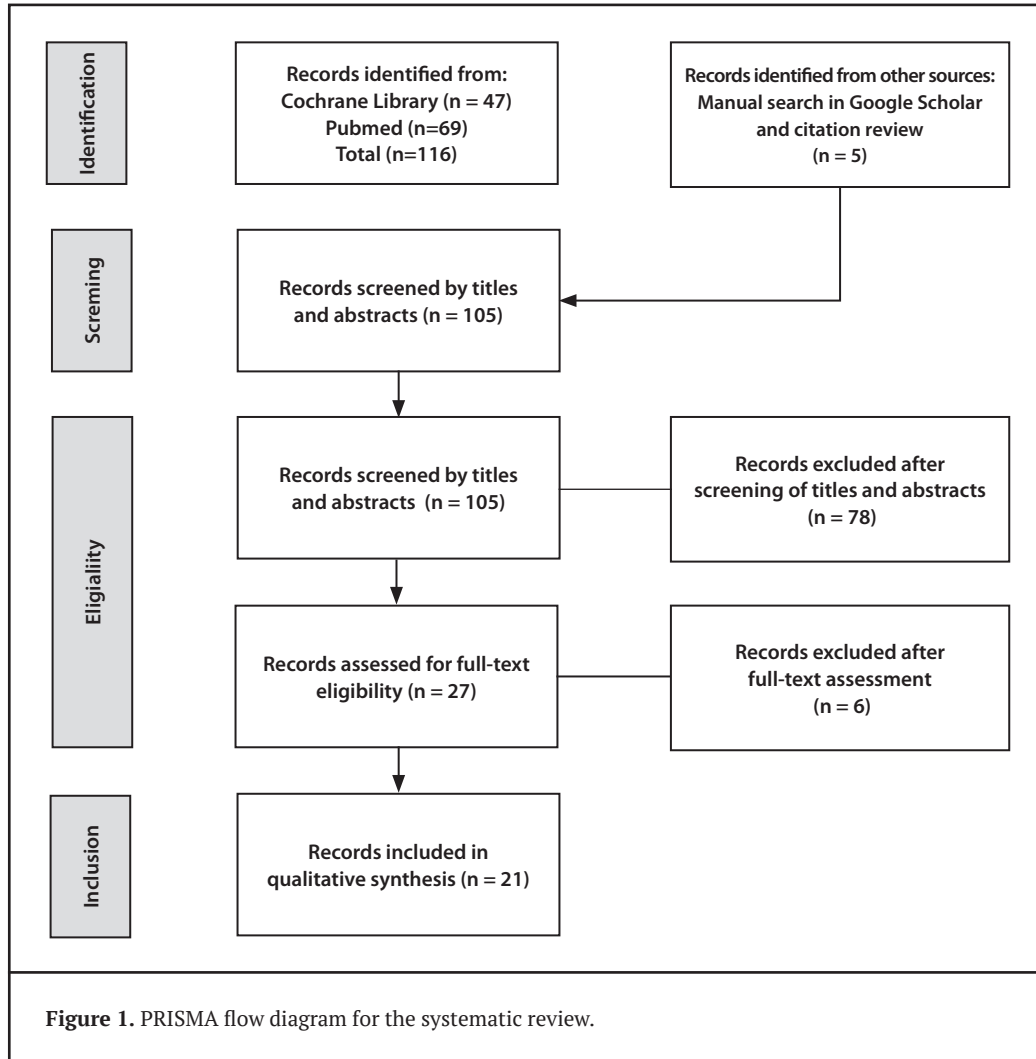 Identification
Records identified from:
Cochrane Library (n = 47)
Pubmed (n=69)
Total (n=116)
Records identified from other sources:
Manual search in Google Scholar
and citation review
(n = 5)
Screming
Records screened by titles
and abstracts (n = 105)
Eligialiity
Records screened by titles
and abstracts (n = 105)
Records excluded after
screening of titles and abstracts
(n = 78)
Records assessed for full-text
eligibility (n = 27)
Records excluded after
full-text assessment
(n = 6)
Inclusion
Records included in
qualitative synthesis (n = 21)
Figure 1. PRISMA flow diagram for the systematic review.